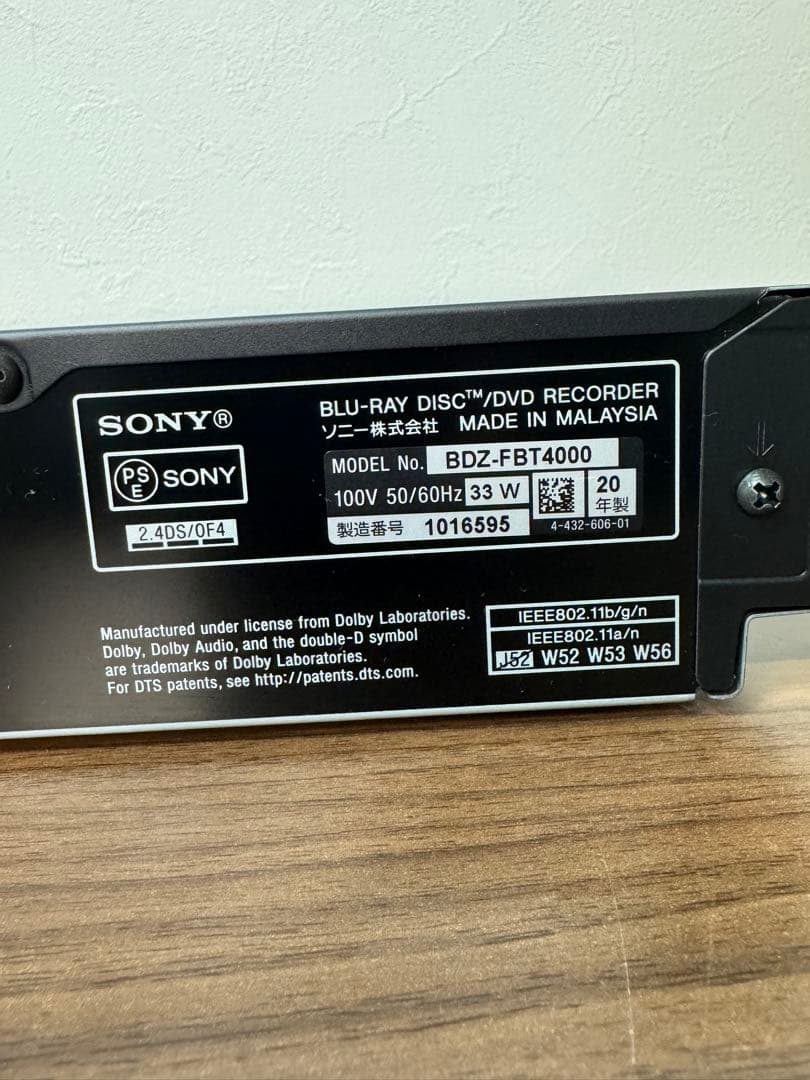 SONY®
BLU-RAY DISC™/DVD RECORDER
ソニー株式会社 MADE IN MALAYSIA
PS
E
SONY
MODEL No. BDZ-FBT4000
100V 50/60Hz 33 W
20
年製
2.4DS/OF4
製造番号 1016595
4-432-606-01
Manufactured under license from Dolby Laboratories.
Dolby, Dolby Audio, and the double-D symbol
are trademarks of Dolby Laboratories.
For DTS patents, see http://patents.dts.com.
IEEE802.11b/g/n
IEEE802.11a/n
J52 W52 W53 W56